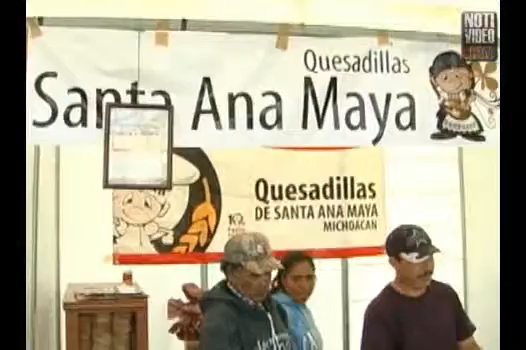 NOTI
VIDEO
Quesadillas
Santa Ana Maya
Quesadillas
DE SANTA ANA MAYA
MICHOACAN